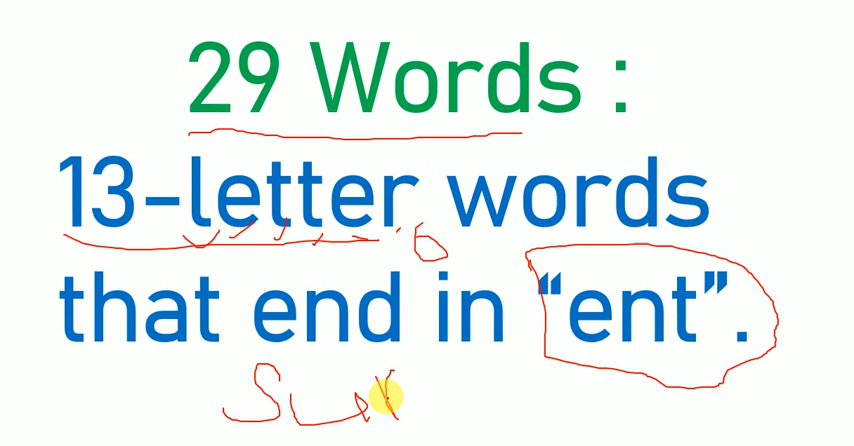 29 Words :
13-letter words
that end in “ent”.